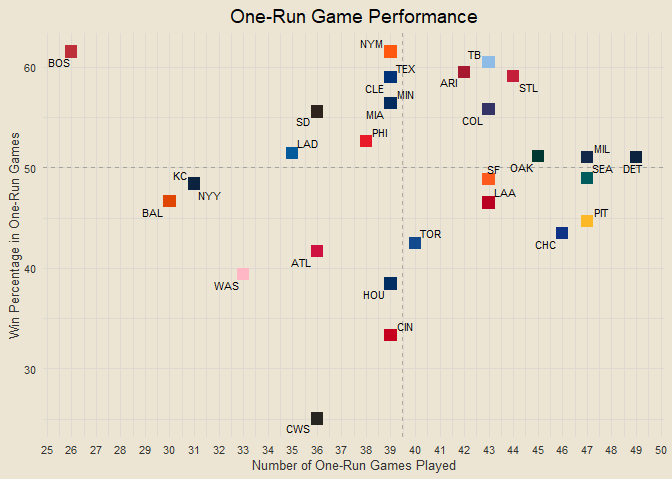 One-Run Game Performance
NYM
TB
BOS
60
TEX
ARI
CLE
STL
MIN
SD
MIA
COL
PHI
LAD
MIL
50
OAK
SEA
DET
SF
KC
LAA
NYY
BAL
PIT
TOR
CHC
ATL
40
WAS
HOU
CIN
30
CWS
25 26 27 28 29 30 31 32 33 34 35 36 37 38 39 40 41 42 43 44 45 46 47 48 49 50
Number of One-Run Games Played
Win Percentage in One-Run Games